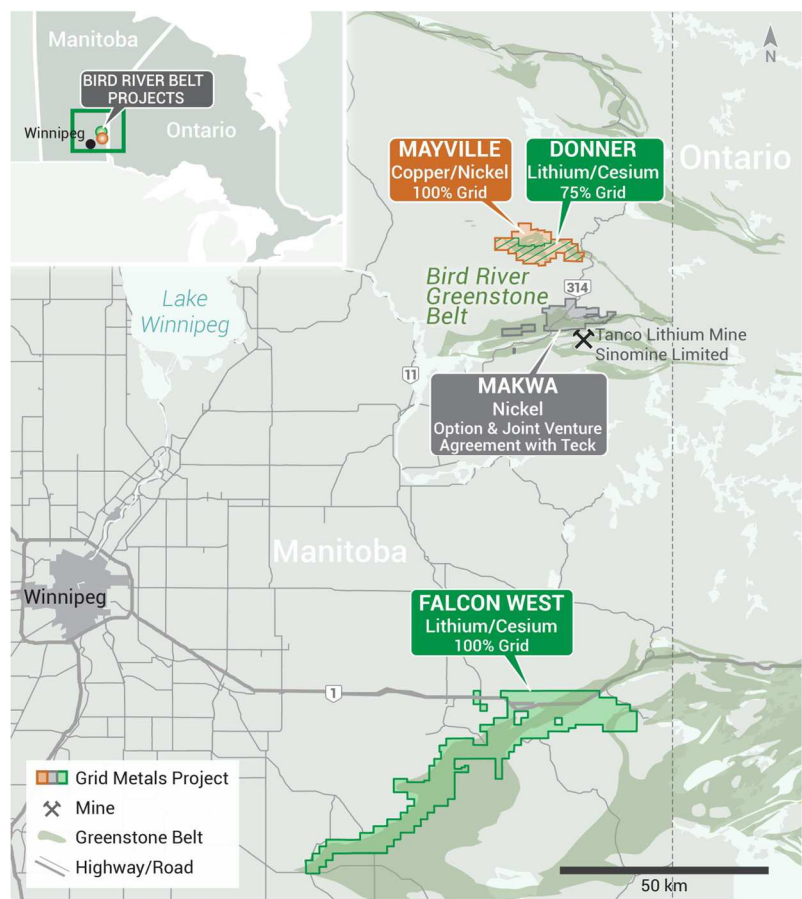 Manitoba
BIRD RIVER BELT
PROJECTS
Winnipeg
Ontario
N
MAYVILLE
Copper/Nickel
100% Grid
DONNER
Lithium/Cesium
75% Grid
Ontario
Bird River
Greenstone
Belt
314
Lake
Winnipeg
Tanco Lithium Mine
Sinomine Limited
11
MAKWA
Nickel
Option & Joint Venture
Agreement with Teck
Manitoba
Winnipeg
FALCON WEST
Lithium/Cesium
100% Grid
1
Grid Metals Project
Mine
Greenstone Belt
Highway/Road
50 km